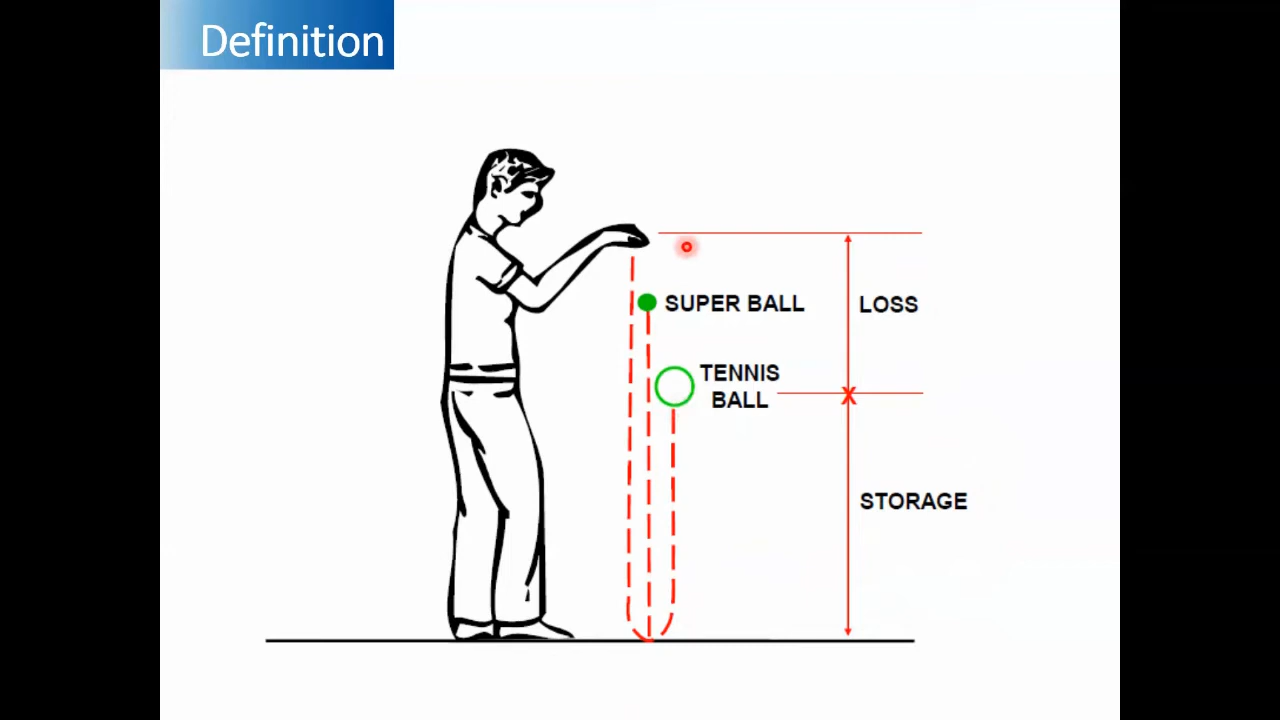 Definition
SUPER BALL
LOSS
TENNIS
BALL
X
STORAGE